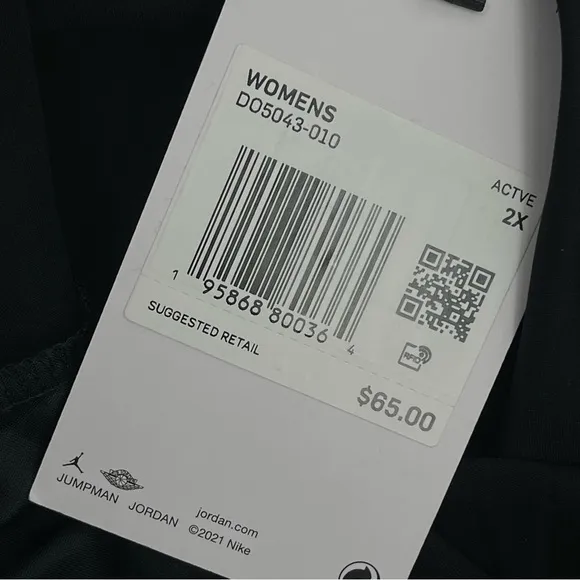 WOMENS
DO5043-010
ACTVE
2X
1 95868 80036 4
SUGGESTED RETAIL
RFID
$65.00
JUMPMAN JORDAN
jordan.com
©2021 Nike